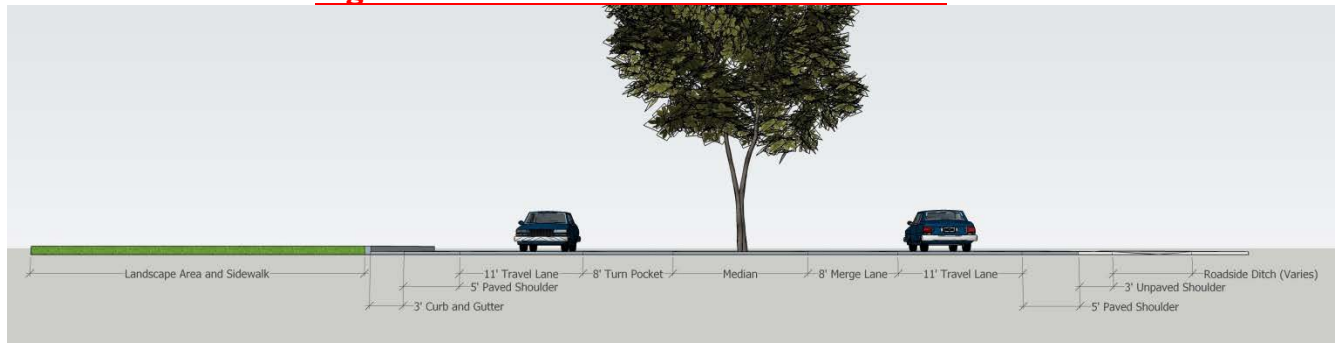 Landscape Area and Sidewalk
11' Travel Lane
8' Turn Pocket
Median
8' Merge Lane
11' Travel Lane
Roadside Ditch (Varies)
5' Paved Shoulder
3' Unpaved Shoulder
3' Curb and Gutter
5' Paved Shoulder